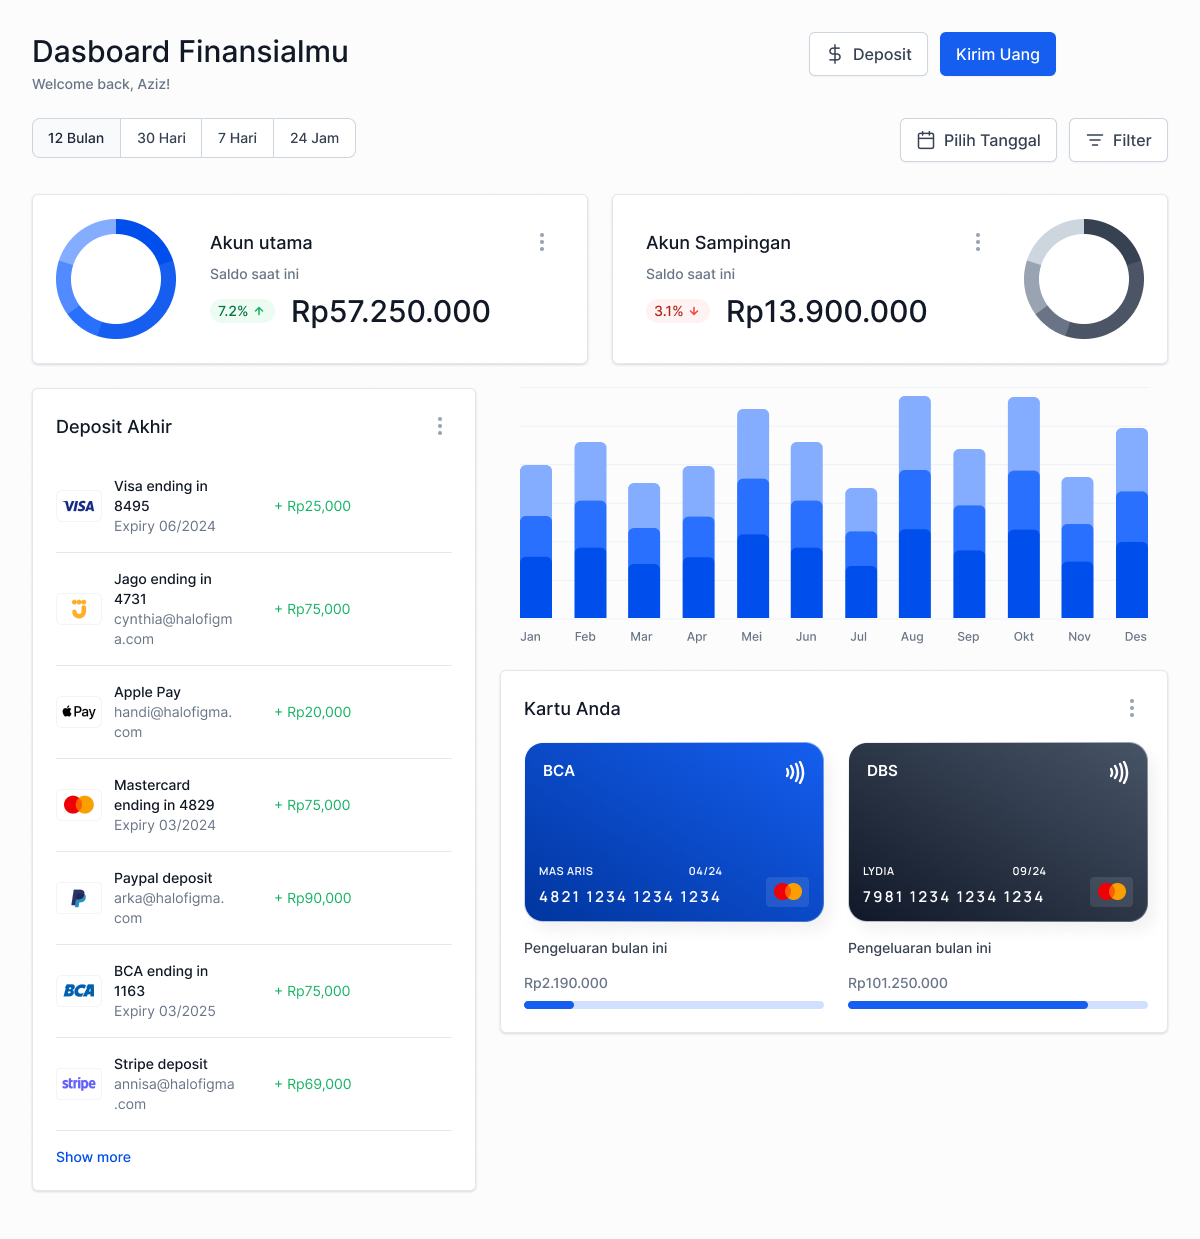 Dasboard Finansialmu
Welcome back, Aziz!
Deposit
Kirim Uang
12 Bulan
30 Hari
7 Hari
24 Jam
Pilih Tanggal
Filter
Akun utama
Saldo saat ini
7.2%
Rp57.250.000
Akun Sampingan
Saldo saat ini
3.1%
Rp13.900.000
Deposit Akhir
VISA
Visa ending in
8495
Expiry 06/2024
+ Rp25,000
Jago ending in
4731
cynthia@halofigm
a.com
+ Rp75,000
Pay
Apple Pay
handi@halofigma.
com
+ Rp20,000
Mastercard
ending in 4829
Expiry 03/2024
+ Rp75,000
Paypal deposit
arka@halofigma.
com
+ Rp90,000
BCA
BCA ending in
1163
Expiry 03/2025
+ Rp75,000
stripe
Stripe deposit
annisa@halofigma
.com
+ Rp69,000
Show more
Jan
Feb
Mar
Apr
Mei
Jun
Jul
Aug
Sep
Okt
Nov
Des
Kartu Anda
BCA
MAS ARIS
04/24
4821 1234 1234 1234
Pengeluaran bulan ini
Rp2.190.000
DBS
LYDIA
09/24
7981 1234 1234 1234
Pengeluaran bulan ini
Rp101.250.000